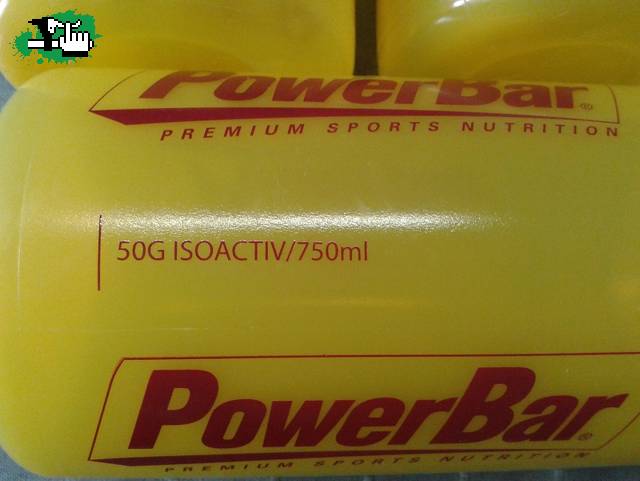 PowerBar®
PREMIUM SPORTS NUTRITION
50G ISOACTIV/750ml
PowerBar®
PREMIUM SPORTS NUTRITION